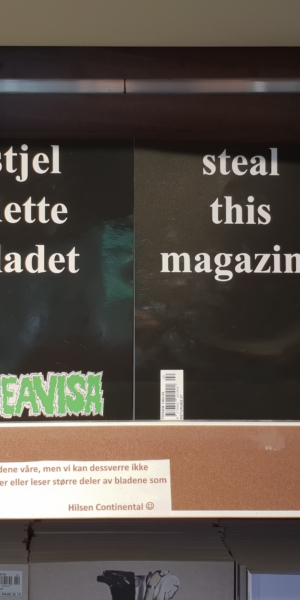 stjel
dette
ladet
EAVISA
steal
this
magazin
dene våre, men vi kan dessverre ikke
er eller leser større deler av bladene som
Hilsen Continental ☺